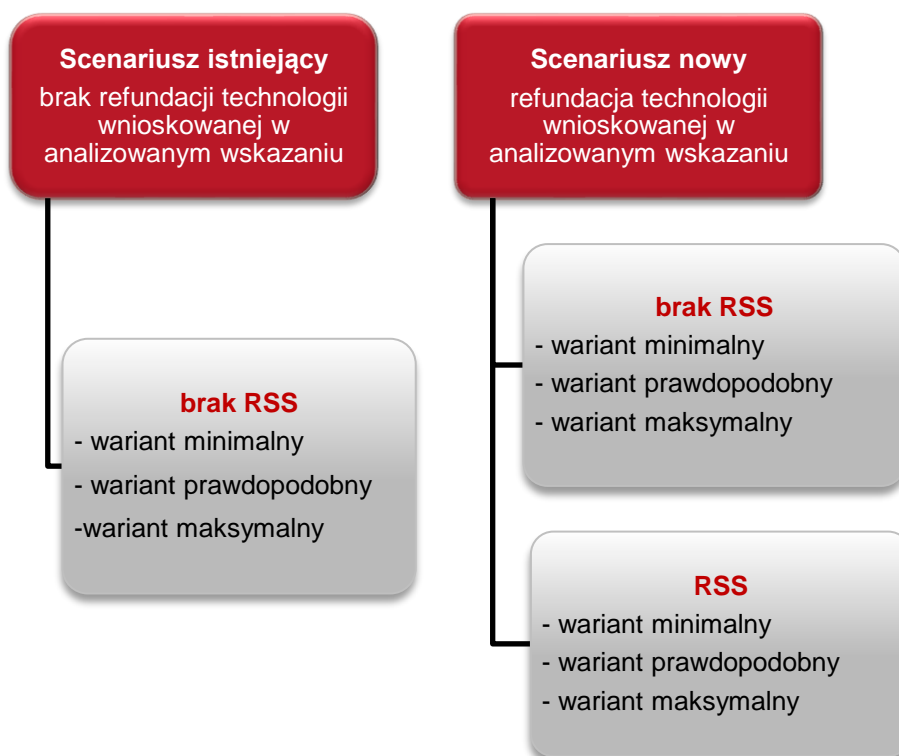 Scenariusz istniejący
brak refundacji technologii
wnioskowanej w
analizowanym wskazaniu
brak RSS
- wariant minimalny
- wariant prawdopodobny
-wariant maksymalny
Scenariusz nowy
refundacja technologii
wnioskowanej w
analizowanym wskazaniu
brak RSS
- wariant minimalny
- wariant prawdopodobny
- wariant maksymalny
RSS
- wariant minimalny
- wariant prawdopodobny
- wariant maksymalny